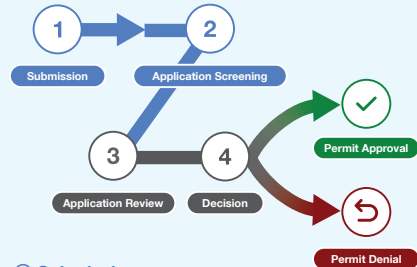 1
2
Submission
Application Screening
3
4
Application Review
Decision
Permit Approval
Permit Denial